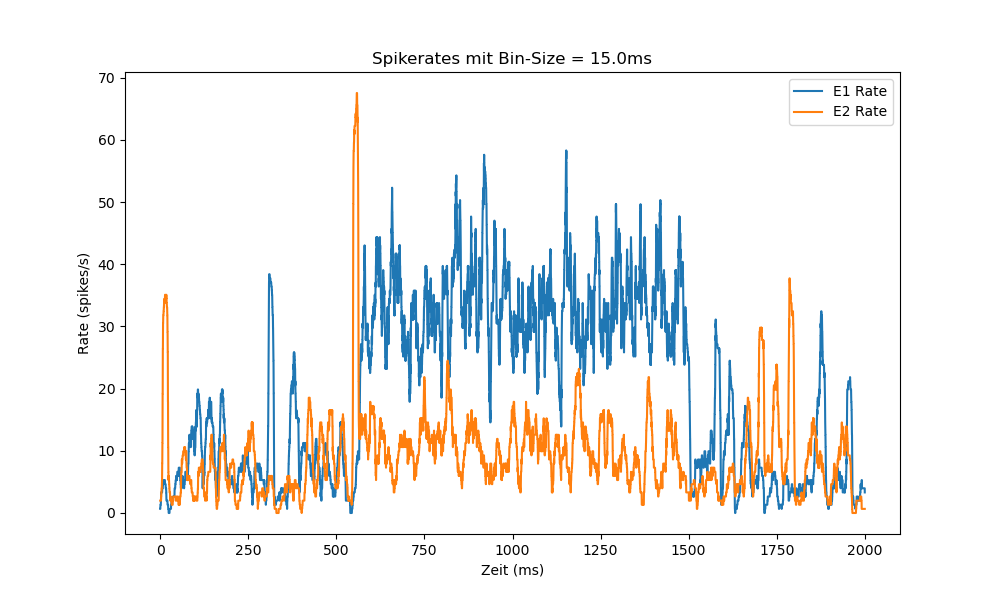 Spikerates mit Bin-Size = 15.0ms
E1 Rate
E2 Rate
Rate (spikes/s)
70
60
50
40
30
20
10
0
0 250 500 750 1000 1250 1500 1750 2000
Zeit (ms)